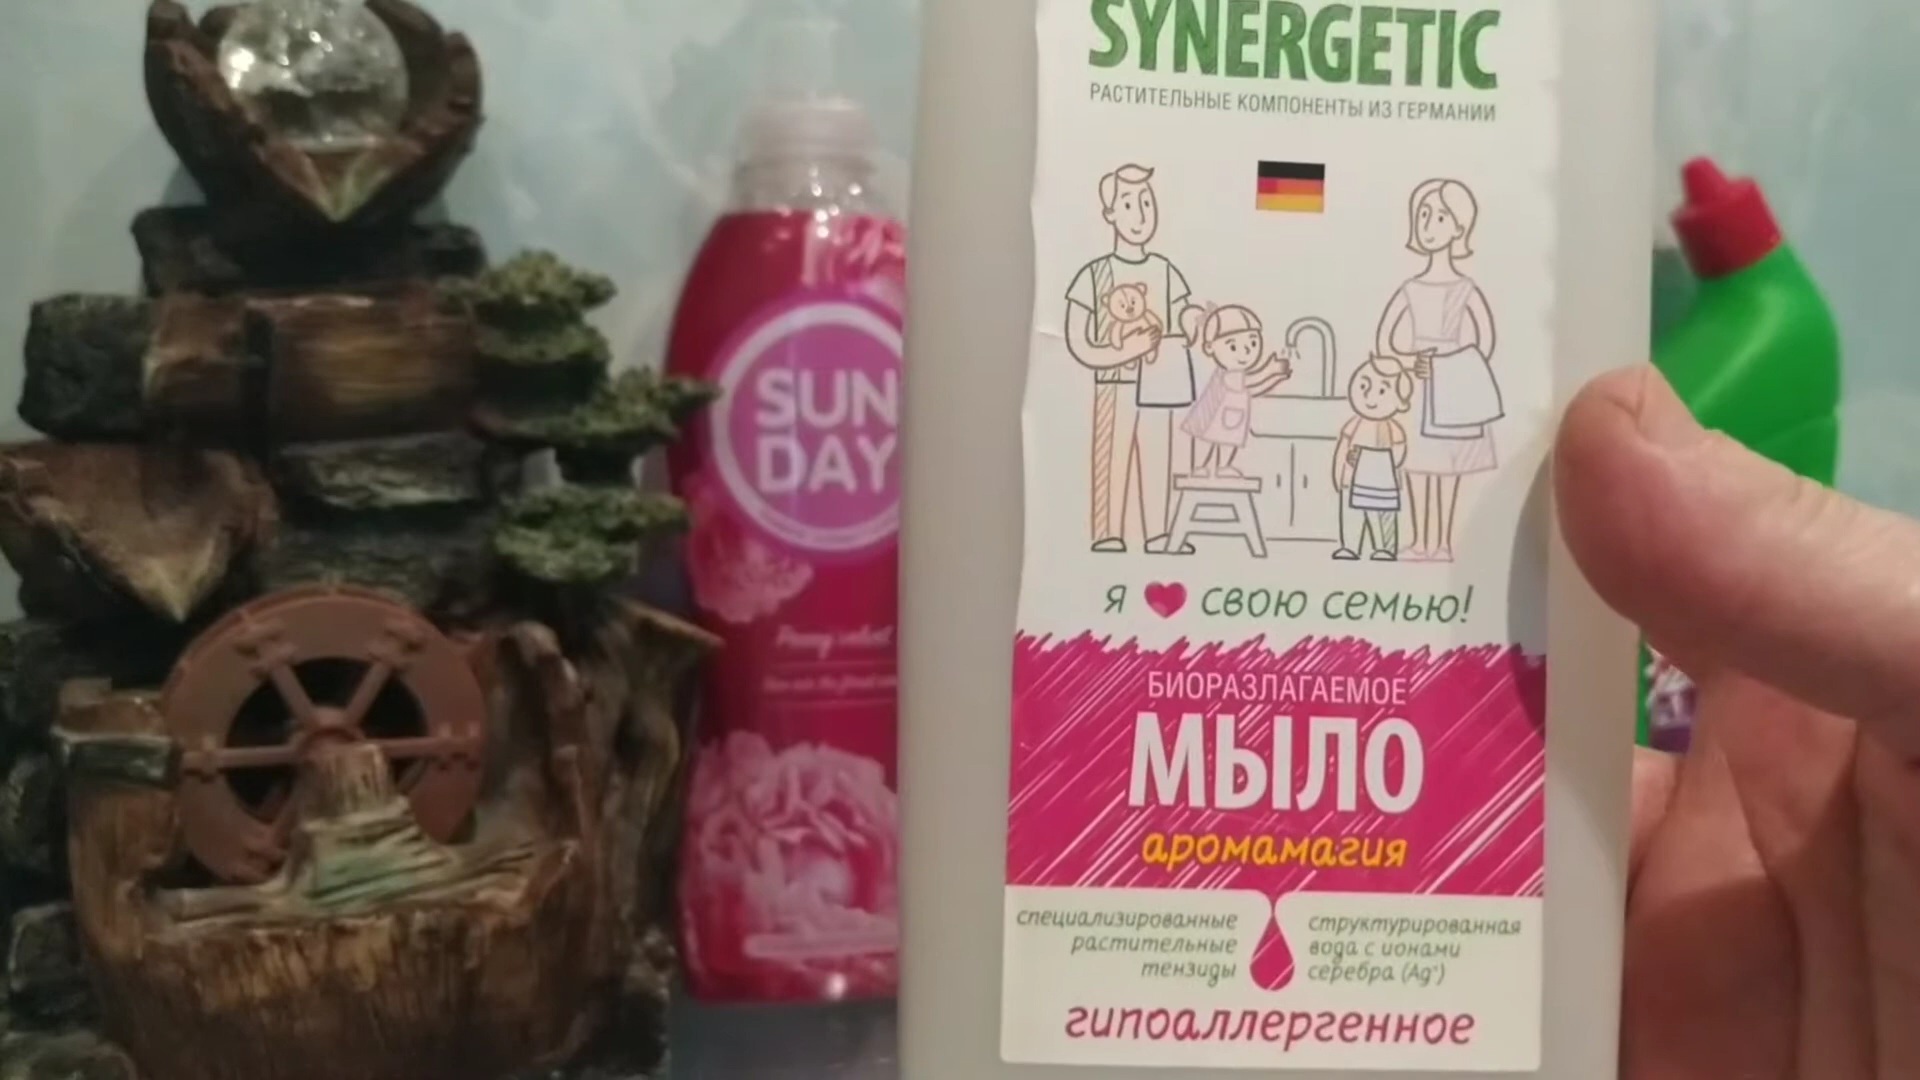 SYNERGETIC
РАСТИТЕЛЬНЫЕ КОМПОНЕНТЫ ИЗ ГЕРМАНИИ
SUN
DAY
Я СВОЮ СЕМЬЮ!
БИОРАЗЛАГАЕМОЕ
МЫЛО
аромамагия
специализированные
растительные
тензиды
структурированная
вода с ионами
серебра (Ag⁺)
гипоаллергенное